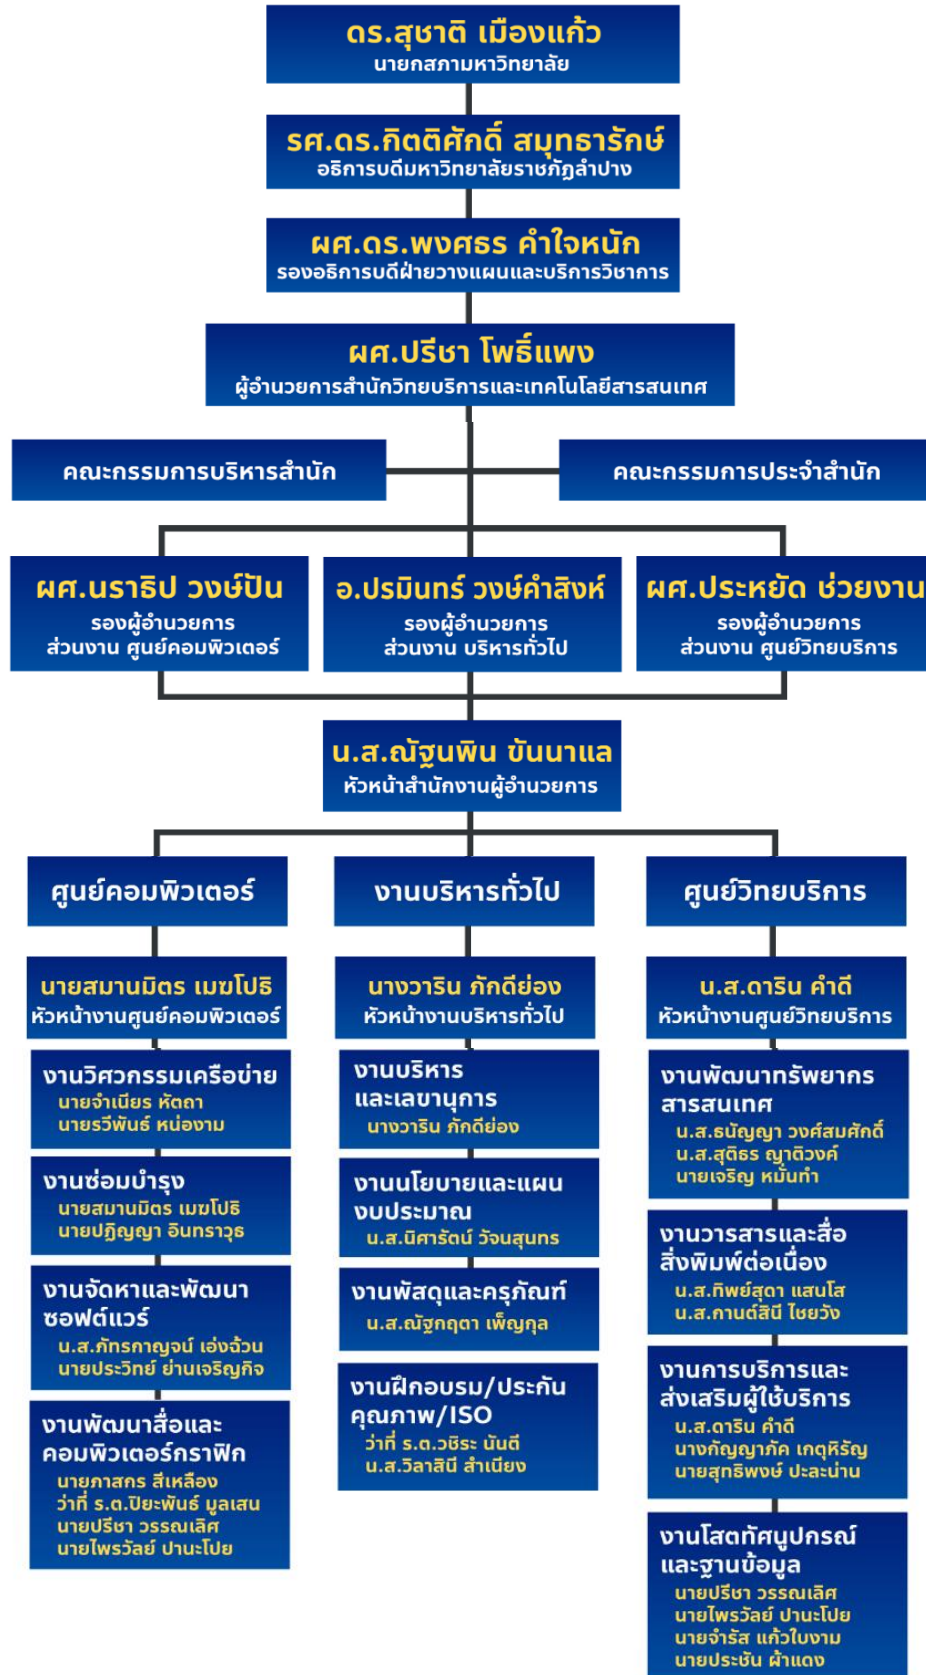 ดร.สุชาติ เมืองแก้ว
นายกสภามหาวิทยาลัย
รศ.ดร.กิตติศักดิ์ สมุทธารักษ์
อธิการบดีมหาวิทยาลัยราชภัฏลำปาง
ผศ.ดร.พงศธร คำใจหนัก
รองอธิการบดีฝ่ายวางแผนและบริการวิชาการ
ผศ.ปรีชา โพธิ์แพง
ผู้อำนวยการสำนักวิทยบริการและเทคโนโลยีสารสนเทศ
คณะกรรมการบริหารสำนัก
คณะกรรมการประจำสำนัก
ผศ.นราธิป วงษ์ปัน
รองผู้อำนวยการ
ส่วนงาน ศูนย์คอมพิวเตอร์
อ.ปรมินทร์ วงษ์คำสิงห์
รองผู้อำนวยการ
ส่วนงาน บริหารทั่วไป
ผศ.ประหยัด ช่วยงาน
รองผู้อำนวยการ
ส่วนงาน ศูนย์วิทยบริการ
น.ส.ณัฐนพิน ขันนาแล
หัวหน้าสำนักงานผู้อำนวยการ
ศูนย์คอมพิวเตอร์
นายสมานมิตร เมฆโปธิ
หัวหน้างานศูนย์คอมพิวเตอร์
งานวิศวกรรมเครือข่าย
นายจำเนียร หัตถา
นายรวีพันธ์ หน่องาม
งานซ่อมบำรุง
นายสมานมิตร เมฆโปธิ
นายปฏิญญา อินทราวุธ
งานจัดหาและพัฒนา
ซอฟต์แวร์
น.ส.ภัทรกาญจน์ เอ่งฉ้วน
นายประวิทย์ ย่านเจริญกิจ
งานพัฒนาสื่อและ
คอมพิวเตอร์กราฟิก
นายภาสกร สีเหลือง
ว่าที่ ร.ต.ปิยะพันธ์ มูลเสน
นายปรีชา วรรณเลิศ
นายไพรวัลย์ ปานะโปย
งานบริหารทั่วไป
นางวาริน ภักดีย่อง
หัวหน้างานบริหารทั่วไป
งานบริหาร
และเลขานุการ
นางวาริน ภักดีย่อง
งานนโยบายและแผน
งบประมาณ
น.ส.นิศารัตน์ วัจนสุนทร
งานพัสดุและครุภัณฑ์
น.ส.ณัฐกฤตา เพ็ญกุล
งานฝึกอบรม/ประกัน
คุณภาพ/ISO
ว่าที่ ร.ต.วชิระ นันตี
น.ส.วิลาสินี สำเนียง
ศูนย์วิทยบริการ
น.ส.ดาริน คำดี
หัวหน้างานศูนย์วิทยบริการ
งานพัฒนาทรัพยากร
สารสนเทศ
น.ส.ธนัญญา วงศ์สมศักดิ์
น.ส.สุติธร ญาติวงค์
นายเจริญ หมั่นทำ
งานวารสารและสื่อ
สิ่งพิมพ์ต่อเนื่อง
น.ส.ทิพย์สุดา แสนโส
น.ส.กานต์สินี ไชยวัง
งานการบริการและ
ส่งเสริมผู้ใช้บริการ
น.ส.ดาริน คำดี
นางกัญญาภัค เกตุหิรัญ
นายสุทธิพงษ์ ปะละน่าน
งานโสตทัศนูปกรณ์
และฐานข้อมูล
นายปรีชา วรรณเลิศ
นายไพรวัลย์ ปานะโปย
นายจำรัส แก้วใบงาม
นายประชัน ผ้าแดง